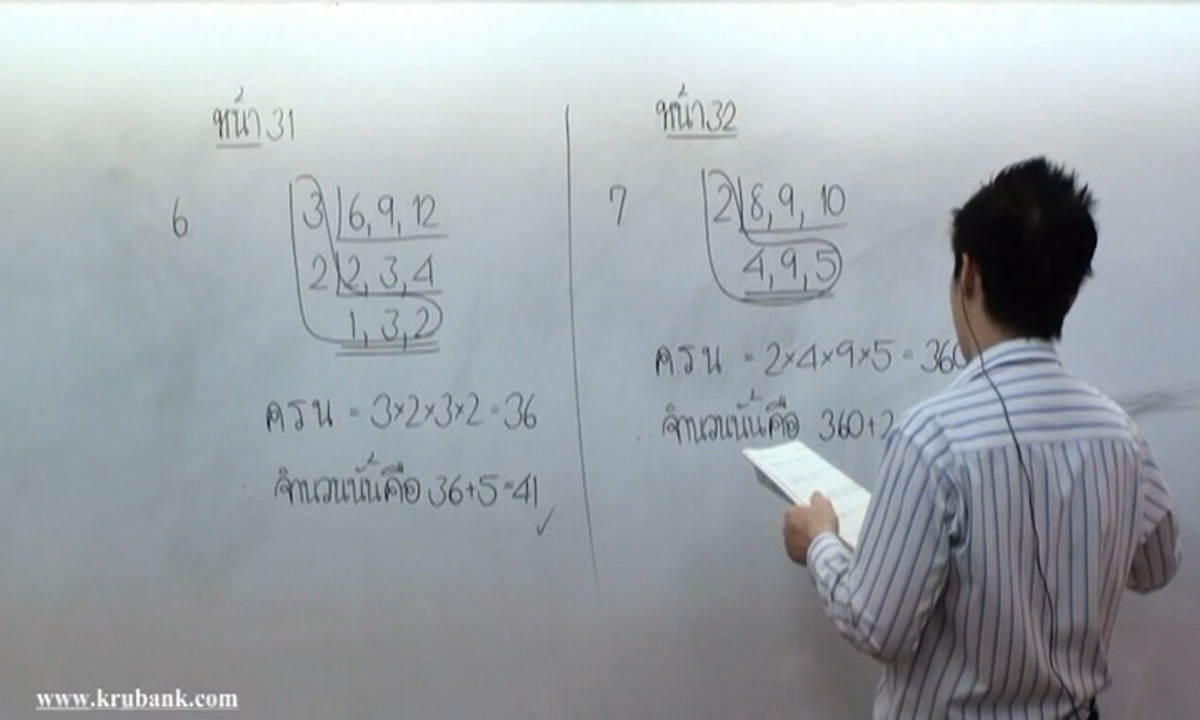 หน้า 31
6
3 6, 9, 12
2 2, 3, 4
1, 3, 2
ครน = 3×2×3×2 = 36
∴ จำนวนนั้นคือ 36+5=41 ✓
หน้า 32
7
2 8, 9, 10
4, 9, 5
ครน = 2×4×9×5 = 360
∴ จำนวนนั้นคือ 360+2
www.krubank.com